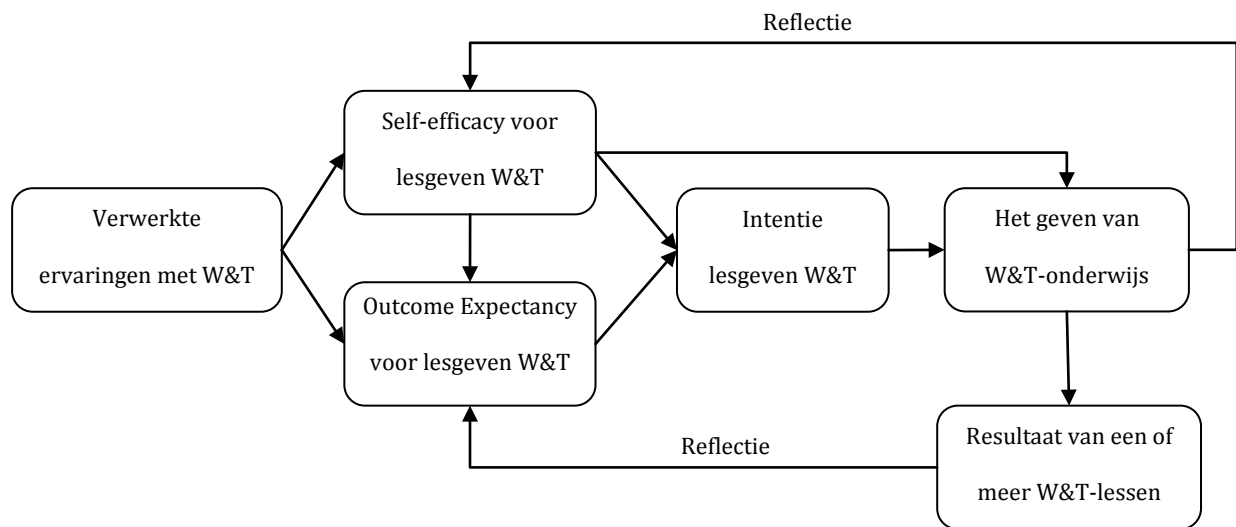 Reflectie
Self-efficacy voor
lesgeven W&T
Verwerkte
ervaringen met W&T
Intentie
lesgeven W&T
Het geven van
W&T-onderwijs
Outcome Expectancy
voor lesgeven W&T
Reflectie
Resultaat van een of
meer W&T-lessen